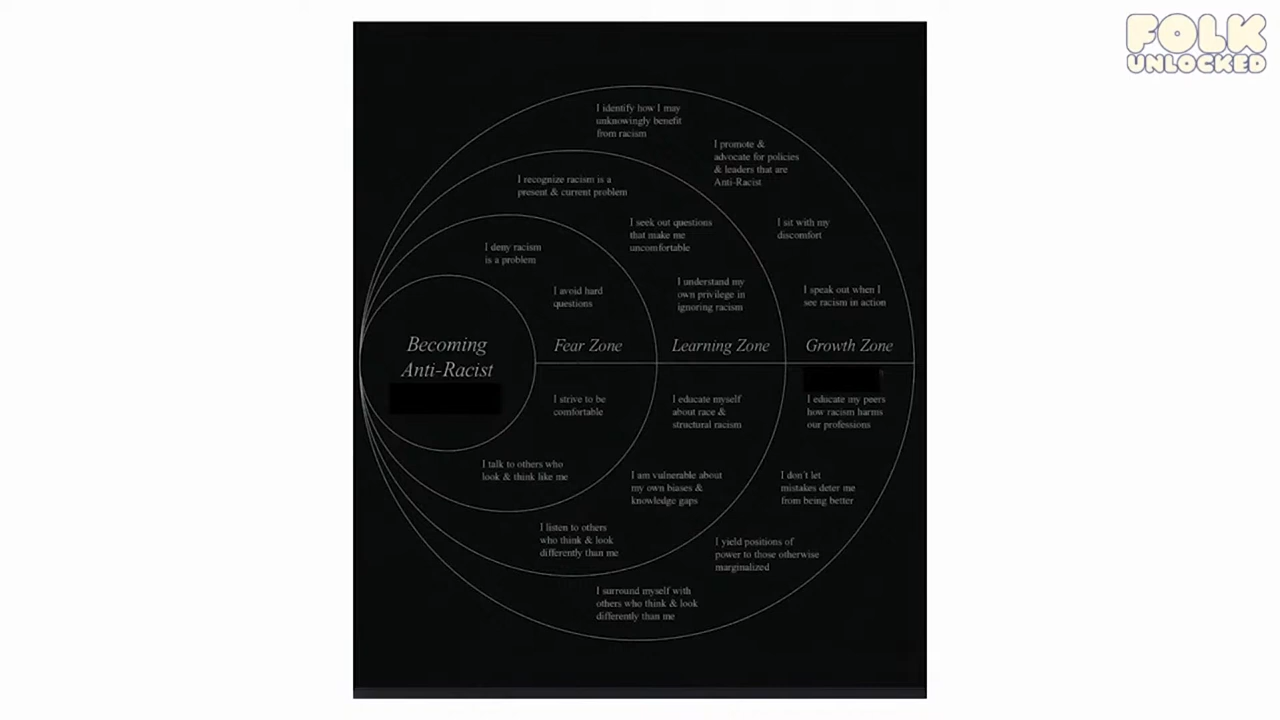 FOLK
UNLOCKED
I identify how I may
unknowingly benefit
from racism
I promote &
advocate for policies
& leaders that are
Anti-Racist
I recognize racism is a
present & current problem
I seek out questions
that make me
uncomfortable
I sit with my
discomfort
I deny racism
is a problem
I avoid hard
questions
I understand my
own privilege in
ignoring racism
I speak out when I
see racism in action
Becoming
Anti-Racist
Fear Zone
Learning Zone
Growth Zone
I strive to be
comfortable
I educate myself
about race &
structural racism
I educate my peers
how racism harms
our professions
I talk to others who
look & think like me
I am vulnerable about
my own biases &
knowledge gaps
I don't let
mistakes deter me
from being better
I listen to others
who think & look
differently than me
I yield positions of
power to those otherwise
marginalized
I surround myself with
others who think & look
differently than me